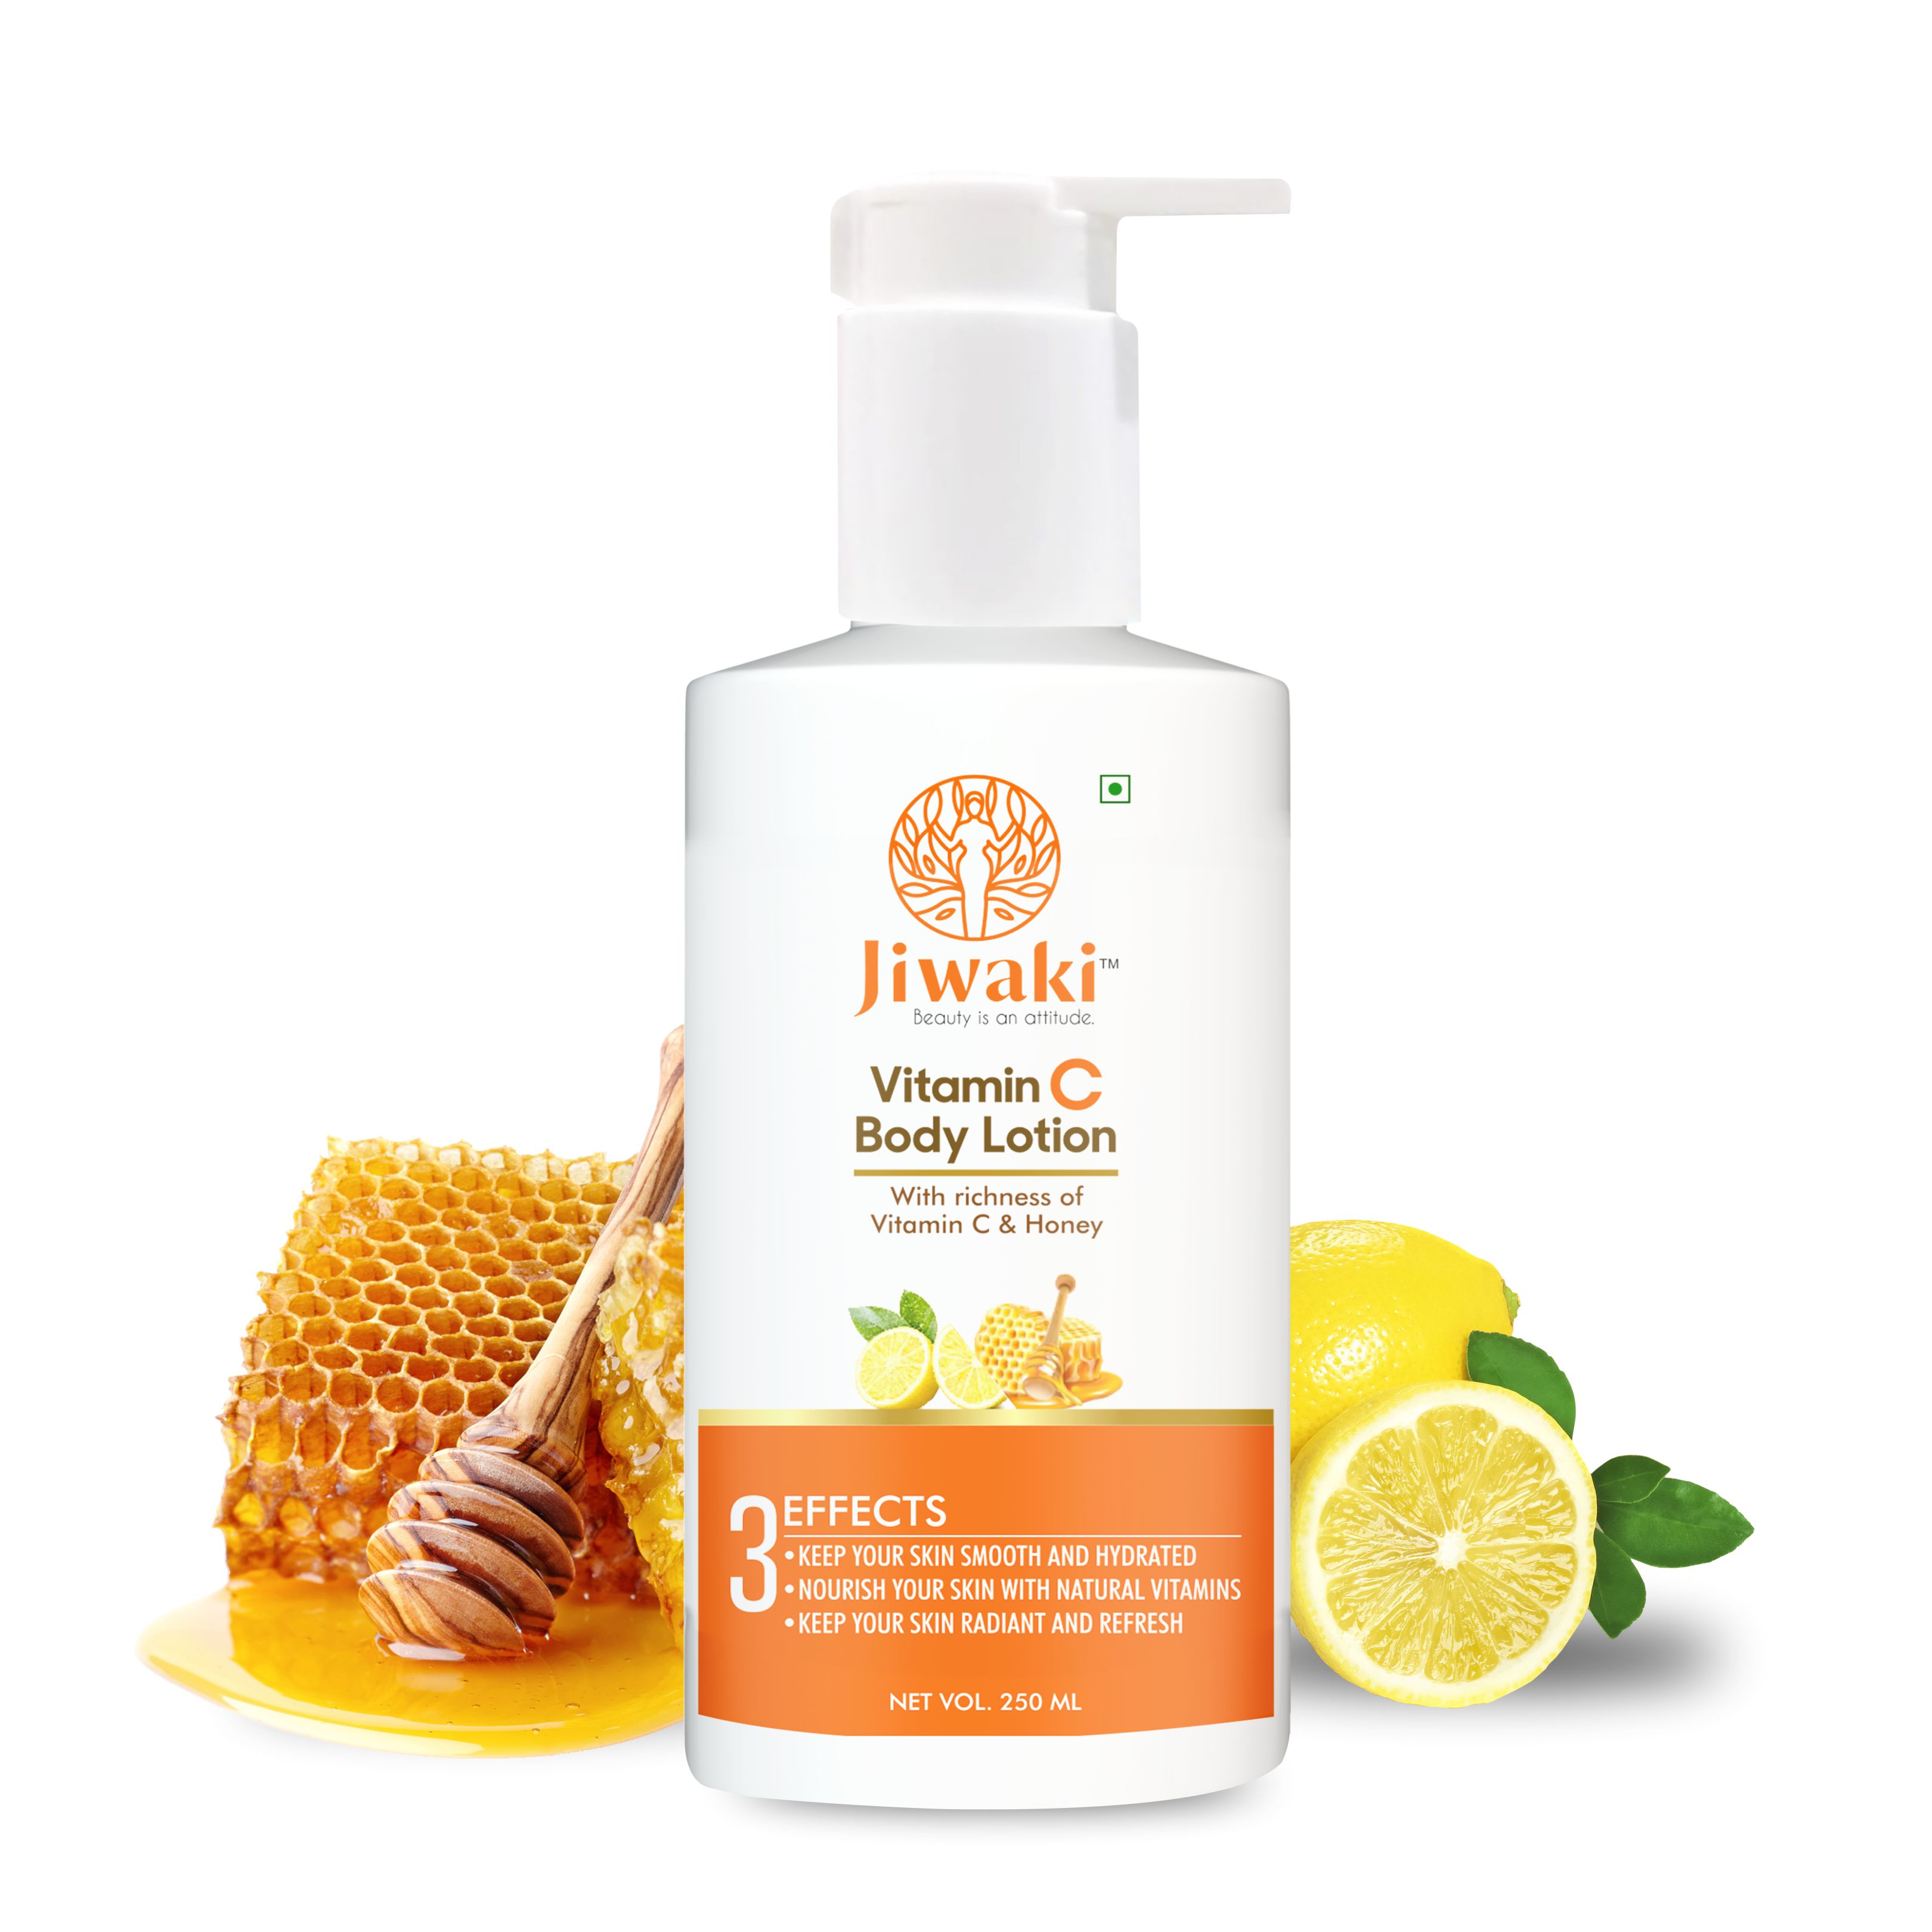 Jiwaki™
Beauty is an attitude.
Vitamin C
Body Lotion
With richness of
Vitamin C & Honey
3 EFFECTS
• KEEP YOUR SKIN SMOOTH AND HYDRATED
• NOURISH YOUR SKIN WITH NATURAL VITAMINS
• KEEP YOUR SKIN RADIANT AND REFRESH
NET VOL. 250 ML